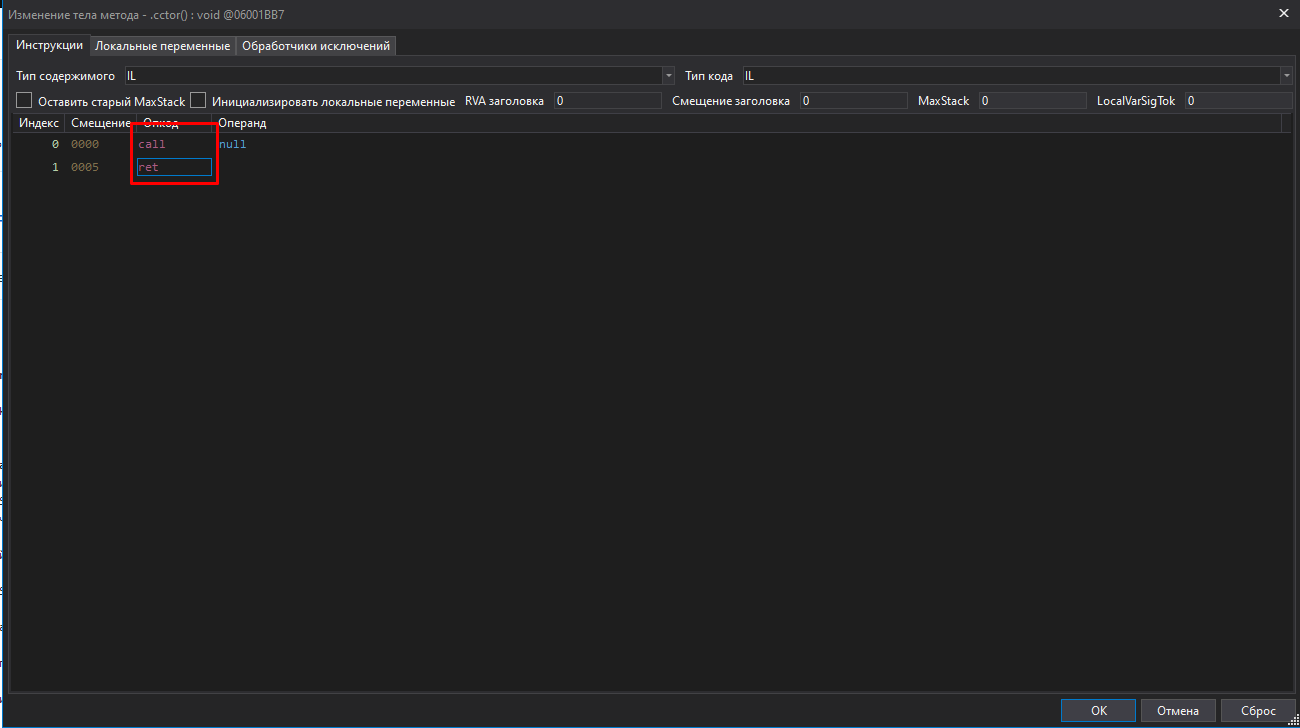 Изменение тела метода - .cctor() : void @06001BB7
Инструкции Локальные переменные Обработчики исключений
Тип содержимого IL Тип кода IL
Оставить старый MaxStack Инициализировать локальные переменные RVA заголовка 0 Смещение заголовка 0 MaxStack 0 LocalVarSigTok 0
Индекс Смещение Опкод Операнд
0 0000 call null
1 0005 ret
OK Отмена Сброс